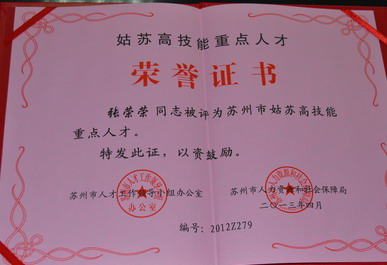 姑苏高技能重点人才
荣誉证书
张荣荣 同志被评为苏州市姑苏高技能
重点人才。
特发此证，以资鼓励。
苏州市人才工作领导小组办公室 苏州市人力资源和社会保障局
二〇一三年四月
编号：2012Z279